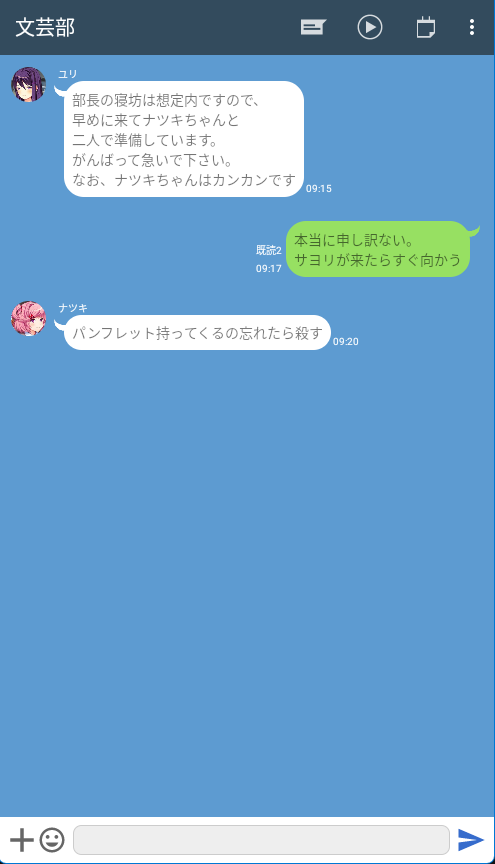 文芸部
ユリ
部長の寝坊は想定内ですので、
早めに来てナツキちゃんと
二人で準備しています。
がんばって急いで下さい。
なお、ナツキちゃんはカンカンです
09:15
本当に申し訳ない。
サヨリが来たらすぐ向かう
既読2
09:17
ナツキ
パンフレット持ってくるの忘れたら殺す
09:20